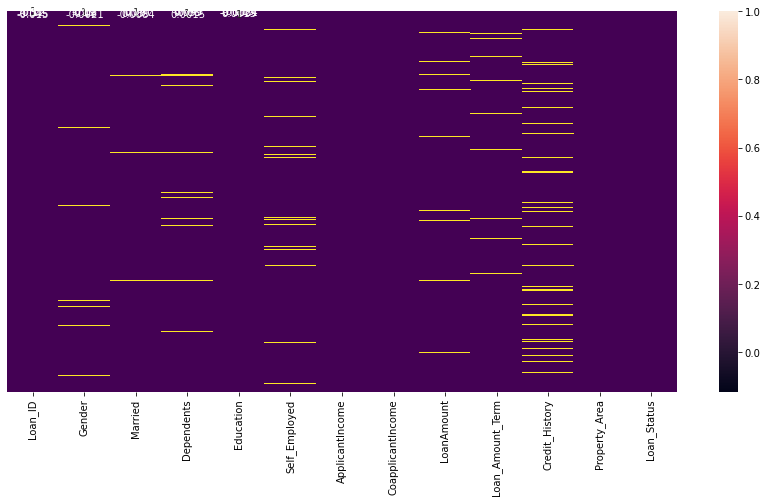 1.0
0.8
0.6
0.4
0.2
0.0
Loan_ID
Gender
Married
Dependents
Education
Self_Employed
ApplicantIncome
CoapplicantIncome
LoanAmount
Loan_Amount_Term
Credit_History
Property_Area
Loan_Status